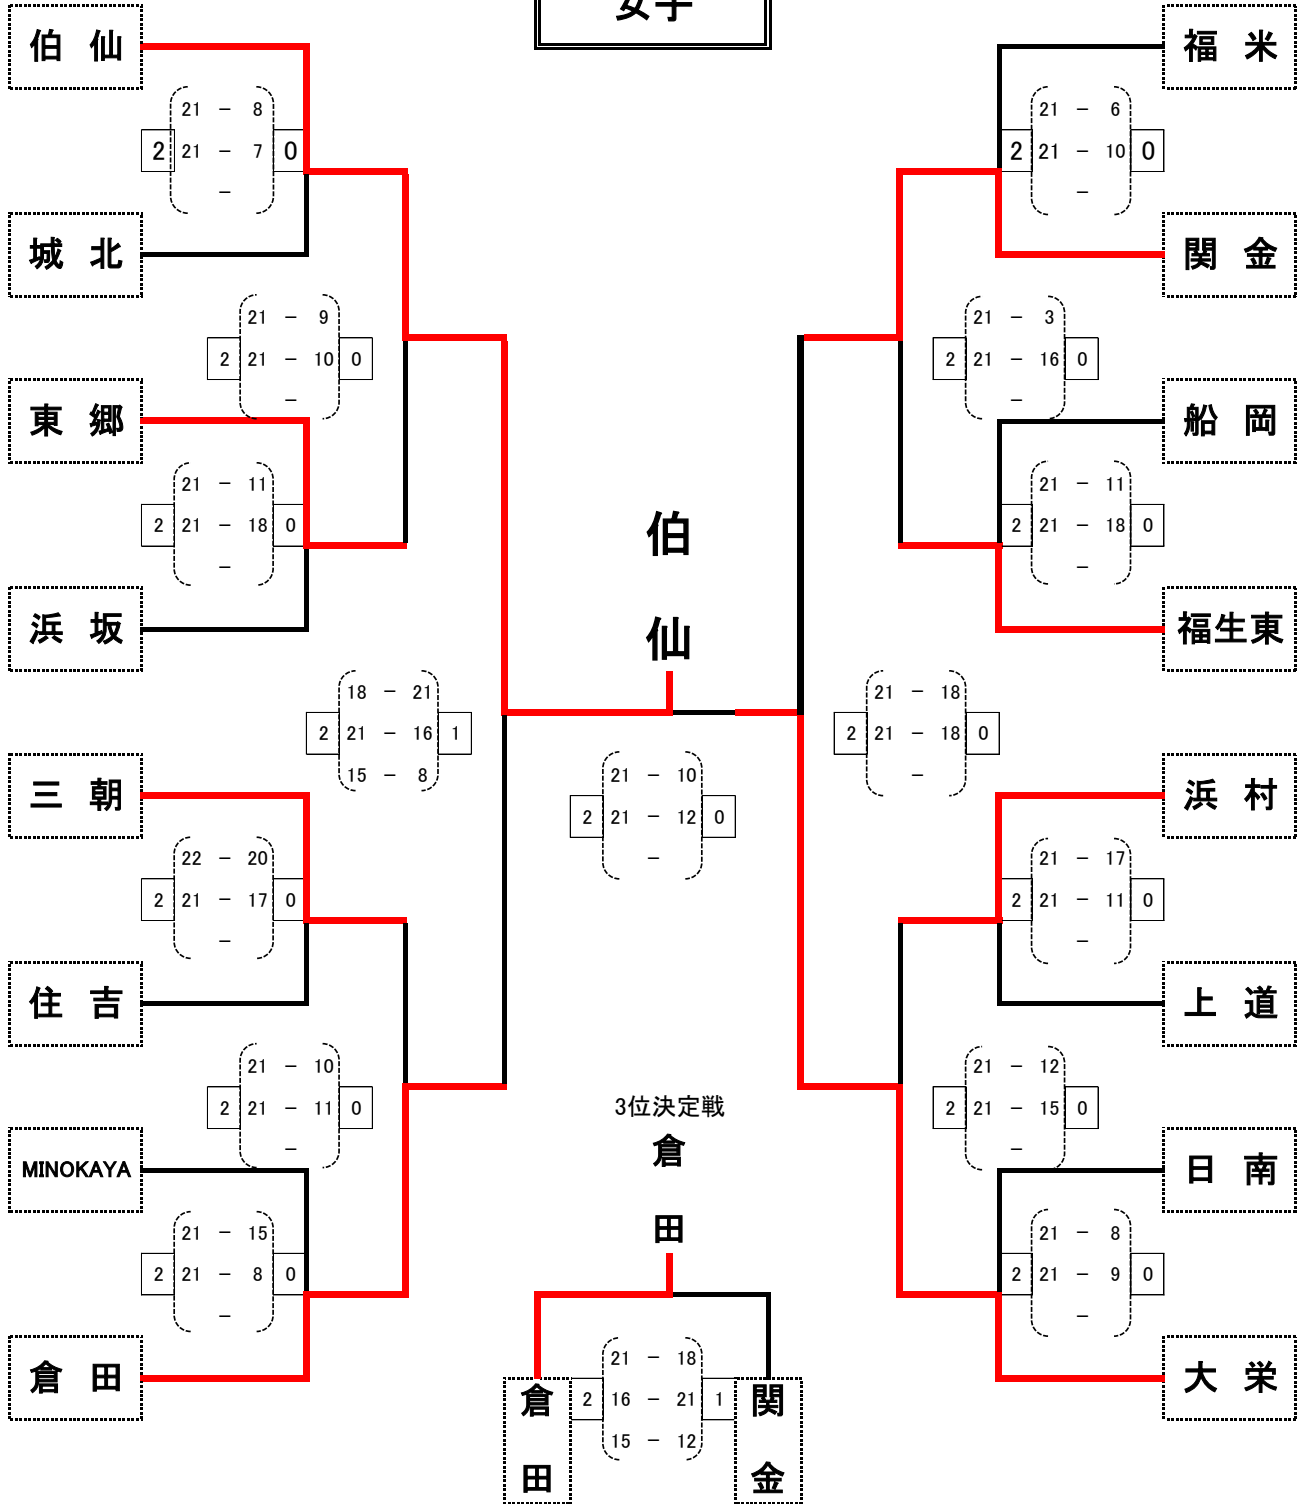 女子
伯 仙
21 － 8
2 21 － 7 0
－
城 北
21 － 9
2 21 － 10 0
－
東 郷
21 － 11
2 21 － 18 0
－
浜 坂
18 － 21
2 21 － 16 1
15 － 8
三 朝
22 － 20
2 21 － 17 0
－
住 吉
21 － 10
2 21 － 11 0
－
MINOKAYA
21 － 15
2 21 － 8 0
－
倉 田
伯
仙
21 － 10
2 21 － 12 0
－
3位決定戦
倉
田
21 － 18
2 16 － 21 1
15 － 12
倉田
関金
福 米
21 － 6
2 21 － 10 0
－
関 金
21 － 3
2 21 － 16 0
－
船 岡
21 － 11
2 21 － 18 0
－
福生東
21 － 18
2 21 － 18 0
－
浜 村
21 － 17
2 21 － 11 0
－
上 道
21 － 12
2 21 － 15 0
－
日 南
21 － 8
2 21 － 9 0
－
大 栄